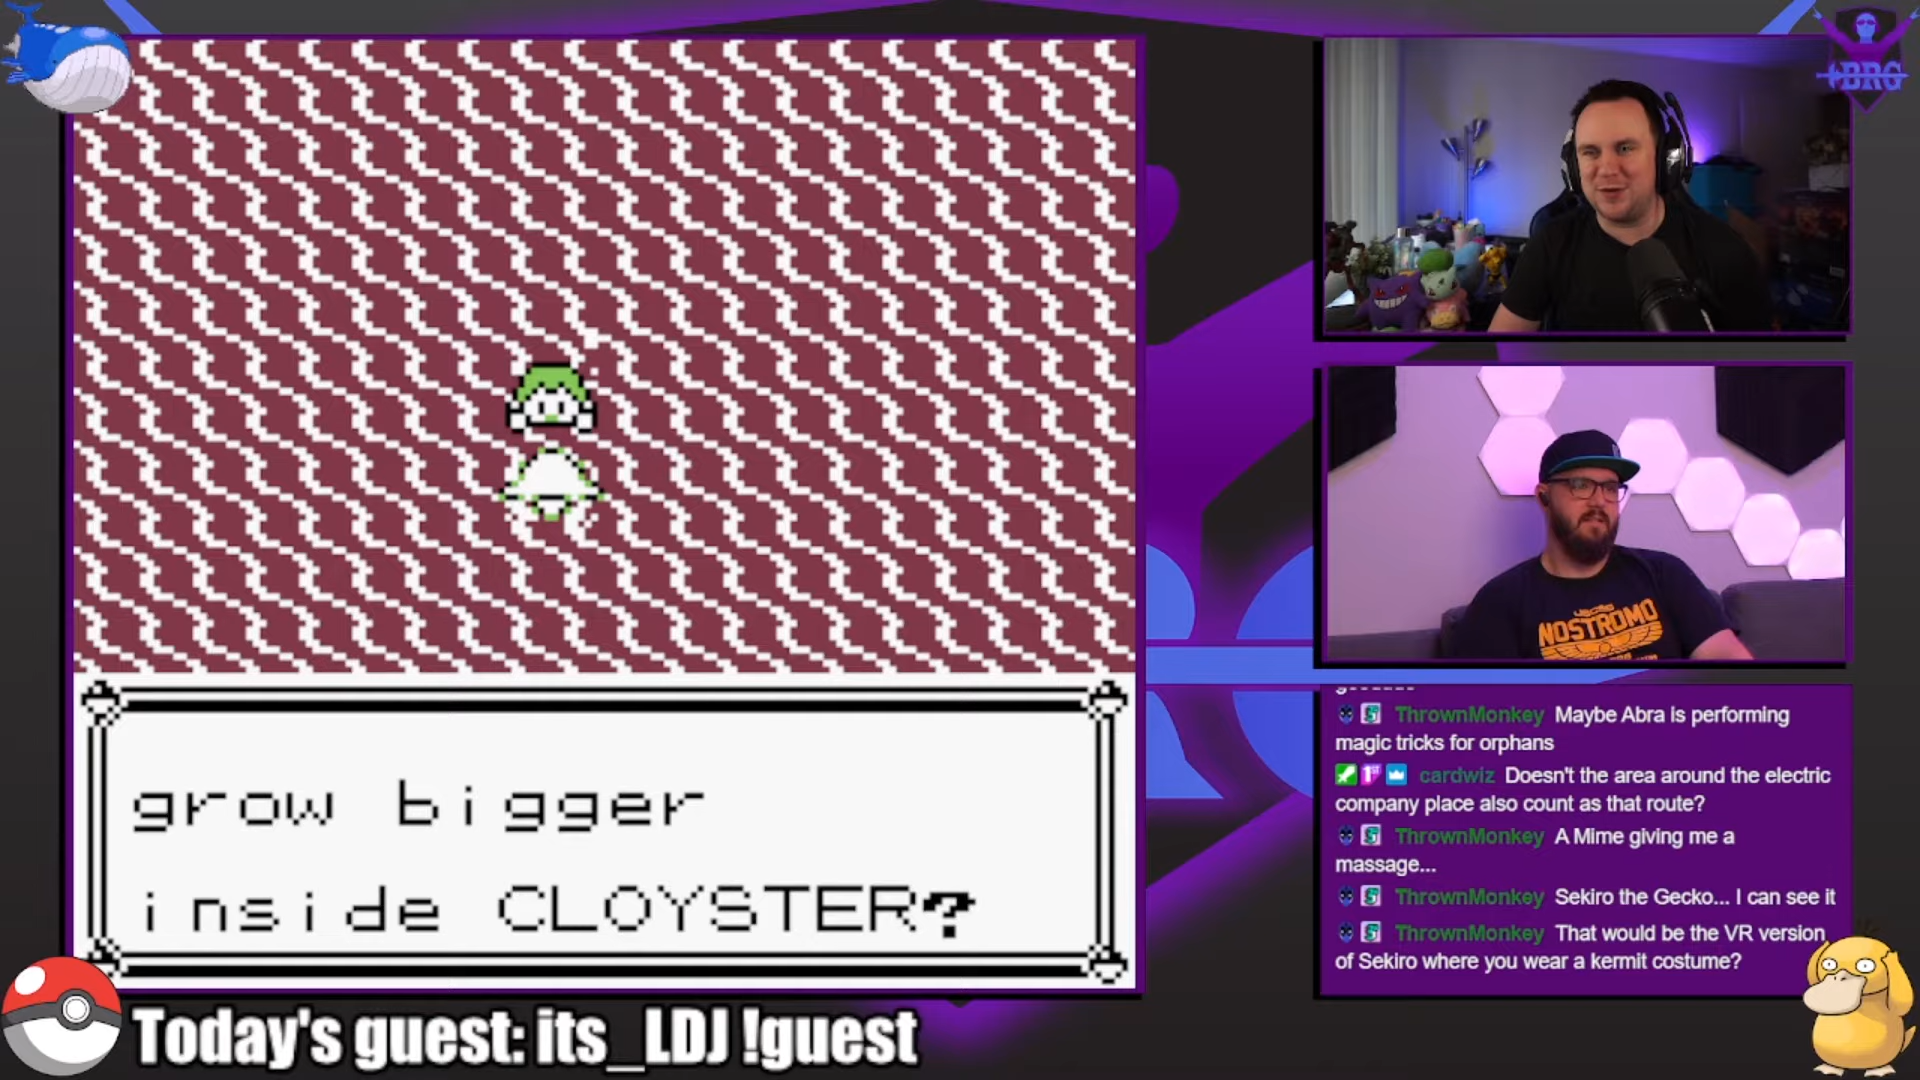 BRG
grow bigger
inside CLOYSTER?
NOSTROMO
ThrownMonkey Maybe Abra is performing
magic tricks for orphans
cardwiz Doesn't the area around the electric
company place also count as that route?
ThrownMonkey A Mime giving me a
massage...
ThrownMonkey Sekiro the Gecko... I can see it
ThrownMonkey That would be the VR version
of Sekiro where you wear a kermit costume?
Today's guest: its_LDJ !guest